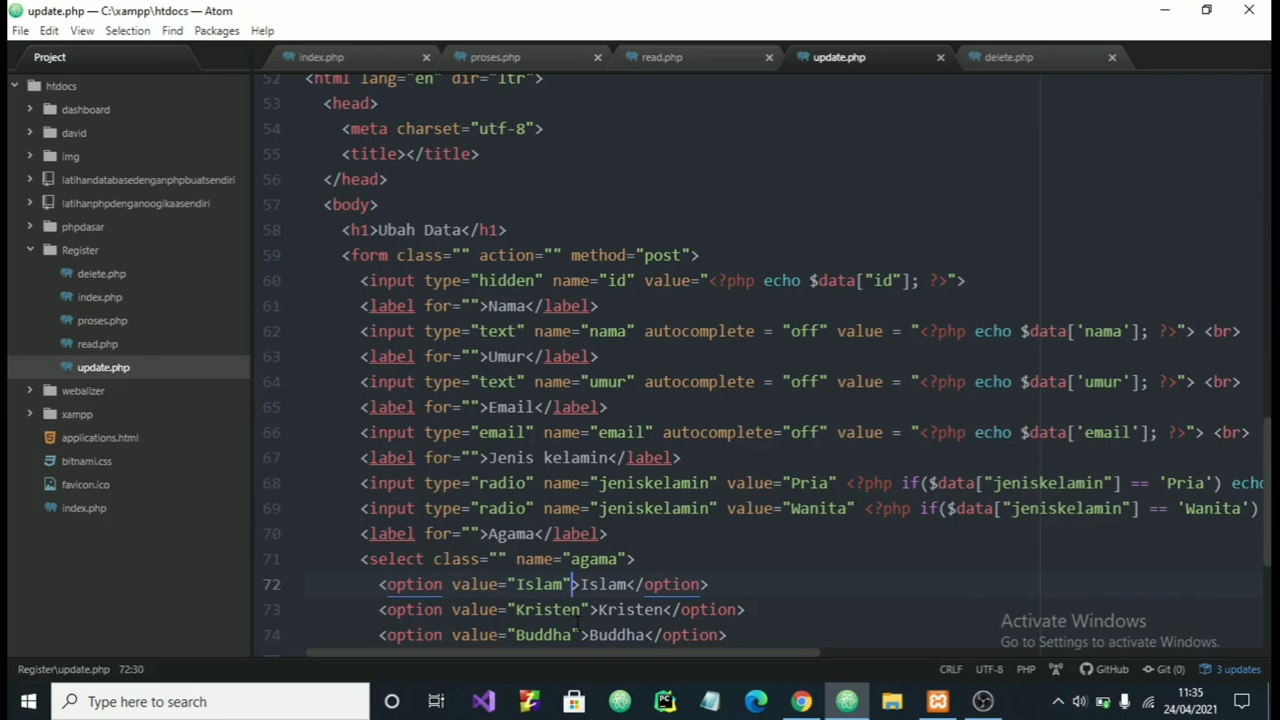 update.php — C:\xampp\htdocs — Atom
File Edit View Selection Find Packages Help
Project
index.php
proses.php
read.php
update.php
delete.php
htdocs
dashboard
david
img
latihandatabasedenganphpbuatsendiri
latihanphpdenganoogikaasendiri
phpdasar
Register
delete.php
index.php
proses.php
read.php
update.php
webalizer
xampp
applications.html
bitnami.css
favicon.ico
index.php
52 <html lang="en" dir="ltr">
53 <head>
54 <meta charset="utf-8">
55 <title></title>
56 </head>
57 <body>
58 <h1>Ubah Data</h1>
59 <form class="" action="" method="post">
60 <input type="hidden" name="id" value="<?php echo $data["id"]; ?>">
61 <label for="">Nama</label>
62 <input type="text" name="nama" autocomplete = "off" value = "<?php echo $data['nama']; ?>"> <br>
63 <label for="">Umur</label>
64 <input type="text" name="umur" autocomplete = "off" value = "<?php echo $data['umur']; ?>"> <br>
65 <label for="">Email</label>
66 <input type="email" name="email" autocomplete="off" value = "<?php echo $data['email']; ?>"> <br>
67 <label for="">Jenis kelamin</label>
68 <input type="radio" name="jeniskelamin" value="Pria" <?php if($data["jeniskelamin"] == 'Pria') echo
69 <input type="radio" name="jeniskelamin" value="Wanita" <?php if($data["jeniskelamin"] == 'Wanita')
70 <label for="">Agama</label>
71 <select class="" name="agama">
72 <option value="Islam">Islam</option>
73 <option value="Kristen">Kristen</option>
74 <option value="Buddha">Buddha</option>
Activate Windows
Go to Settings to activate Windows.
Register\update.php 72:30
CRLF UTF-8 PHP GitHub Git (0) 3 updates
Type here to search
11:35
24/04/2021